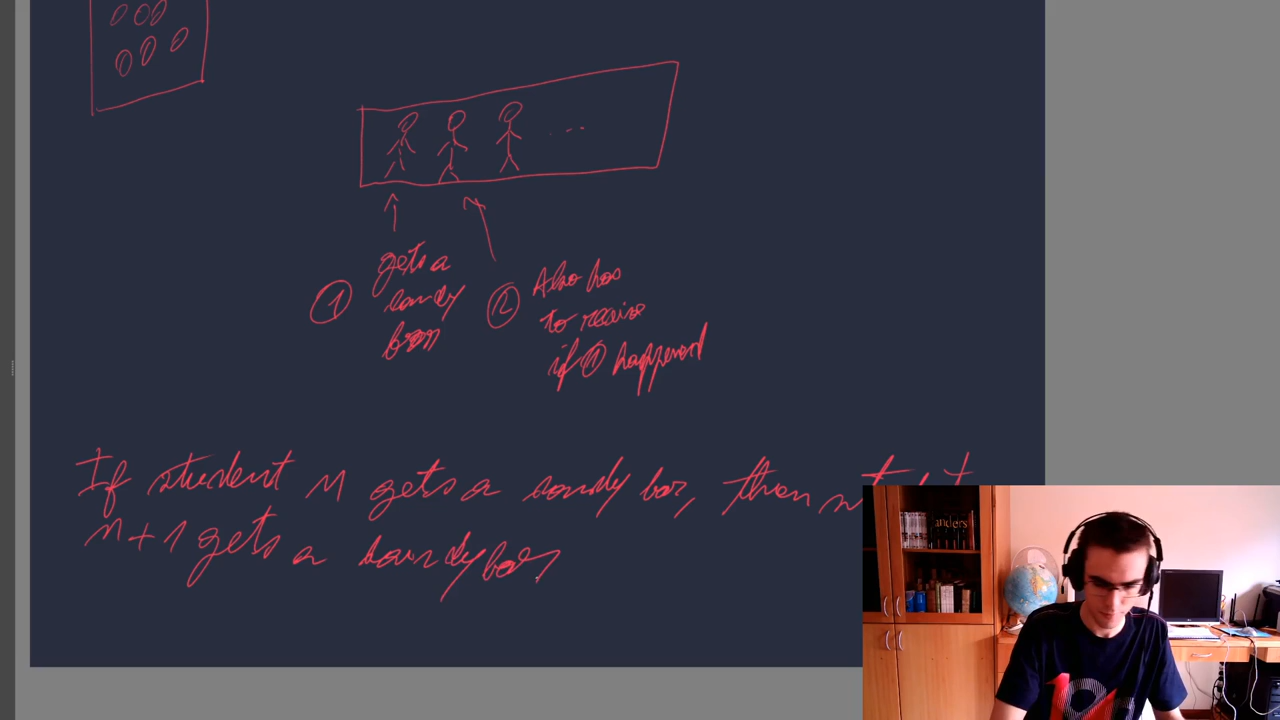 gets a
candy
bar
①
② Also has
to receive
if ① happened
If student n gets a candy bar, then
n+1 gets a candy bar
anders